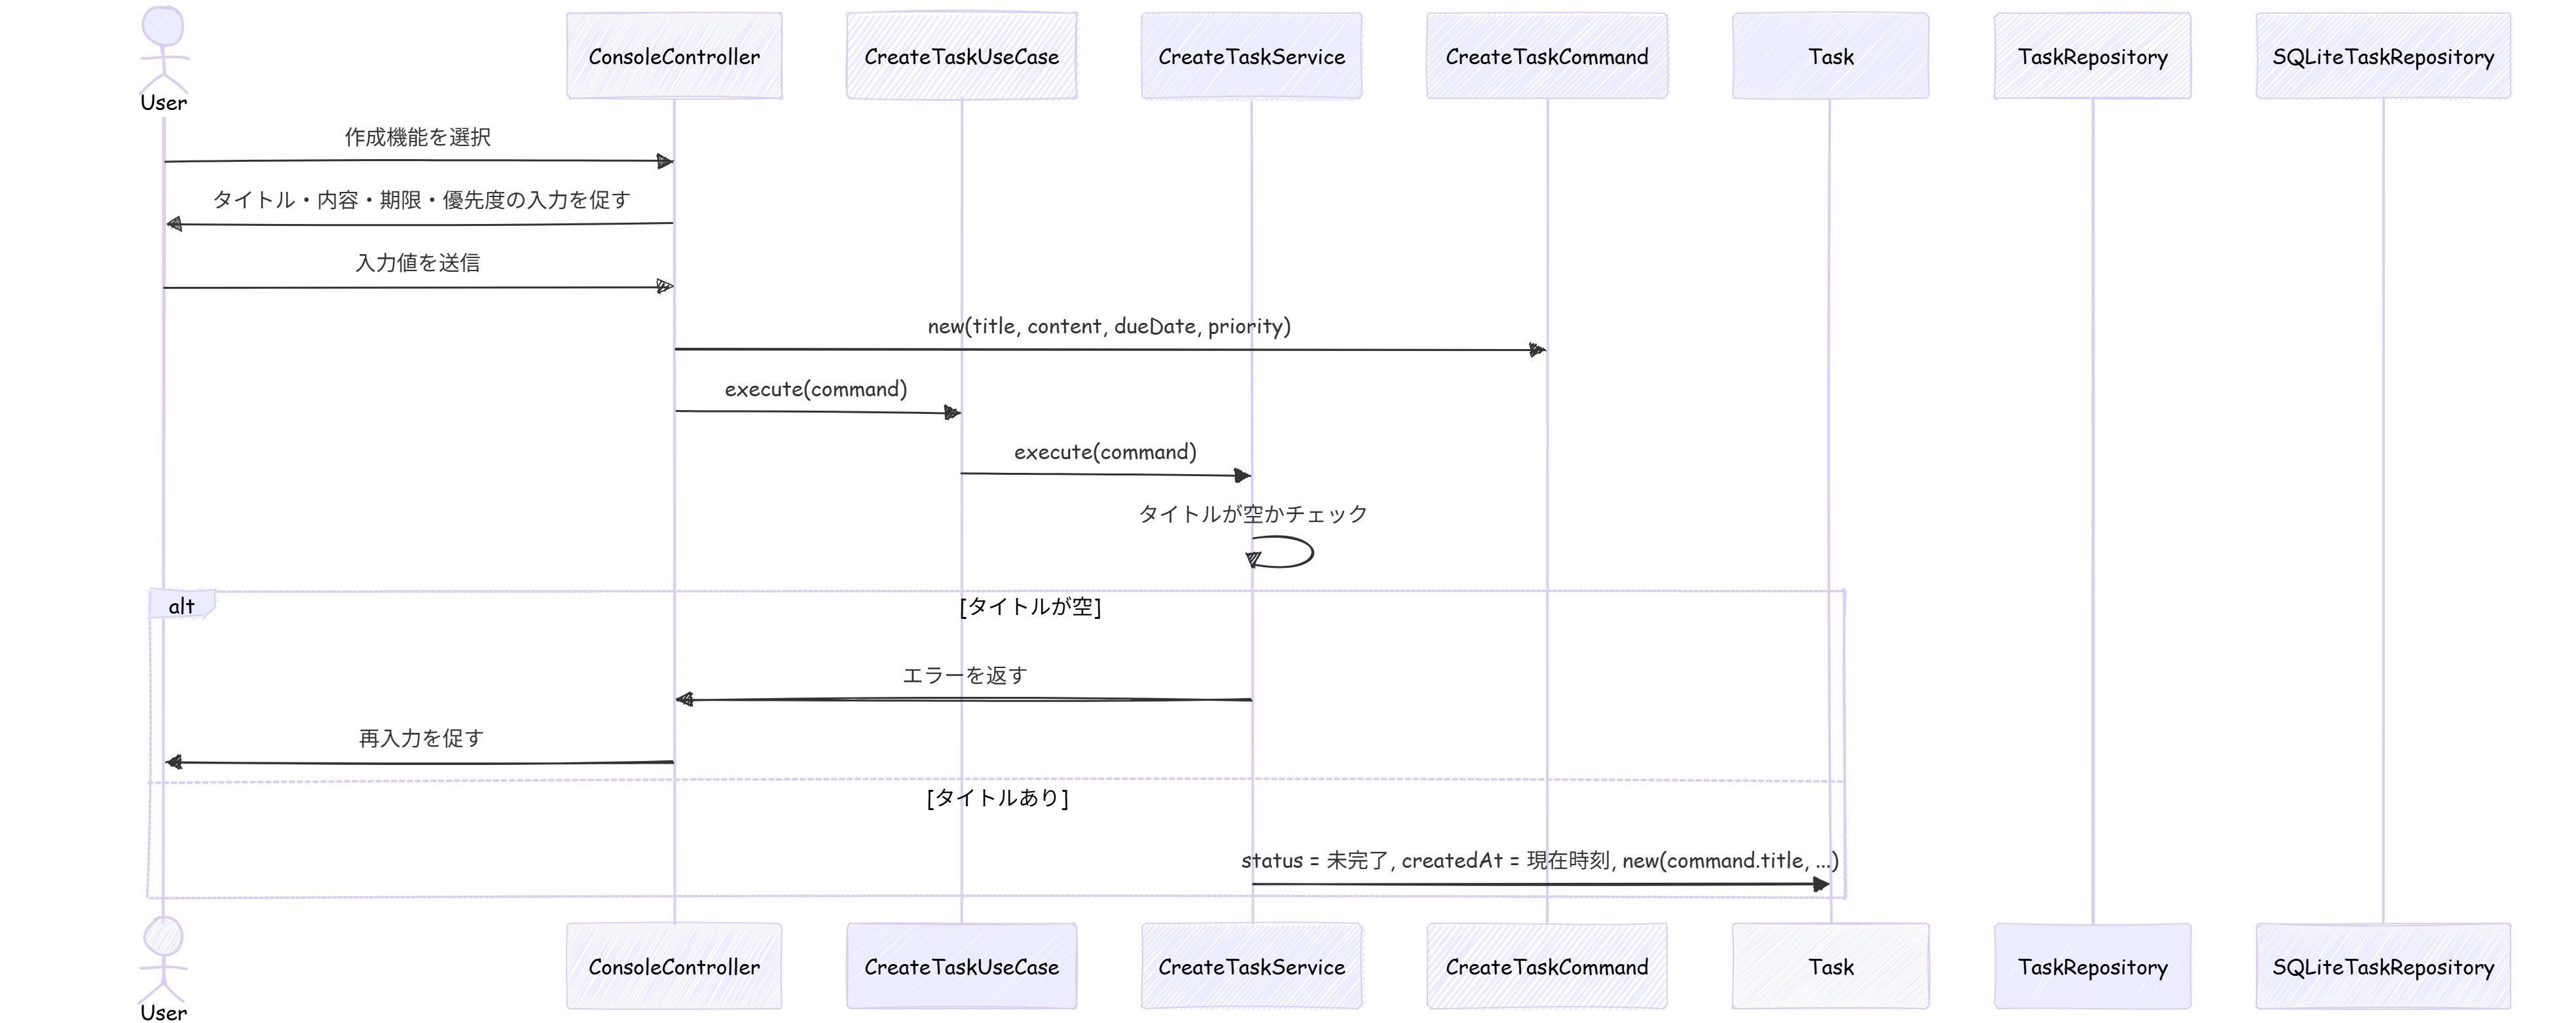 User
ConsoleController
CreateTaskUseCase
CreateTaskService
CreateTaskCommand
Task
TaskRepository
SQLiteTaskRepository
作成機能を選択
タイトル・内容・期限・優先度の入力を促す
入力値を送信
new(title, content, dueDate, priority)
execute(command)
execute(command)
タイトルが空かチェック
alt
[タイトルが空]
エラーを返す
再入力を促す
[タイトルあり]
status = 未完了, createdAt = 現在時刻, new(command.title, ...)
User
ConsoleController
CreateTaskUseCase
CreateTaskService
CreateTaskCommand
Task
TaskRepository
SQLiteTaskRepository